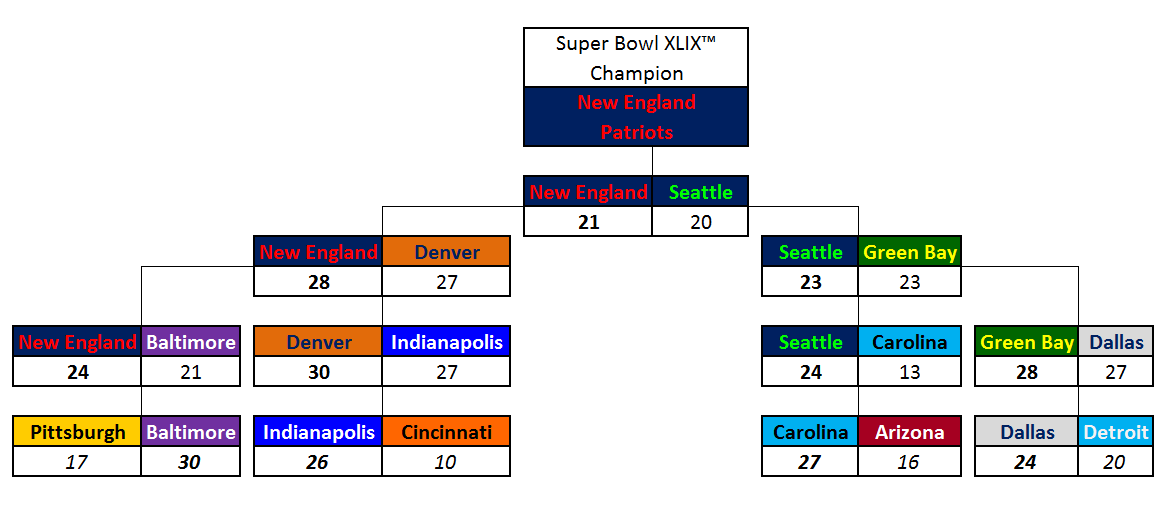 Super Bowl XLIX™
Champion
New England
Patriots
New England Seattle
21 20
New England Denver
28 27
Seattle Green Bay
23 23
New England Baltimore
24 21
Denver Indianapolis
30 27
Seattle Carolina
24 13
Green Bay Dallas
28 27
Pittsburgh Baltimore
17 30
Indianapolis Cincinnati
26 10
Carolina Arizona
27 16
Dallas Detroit
24 20